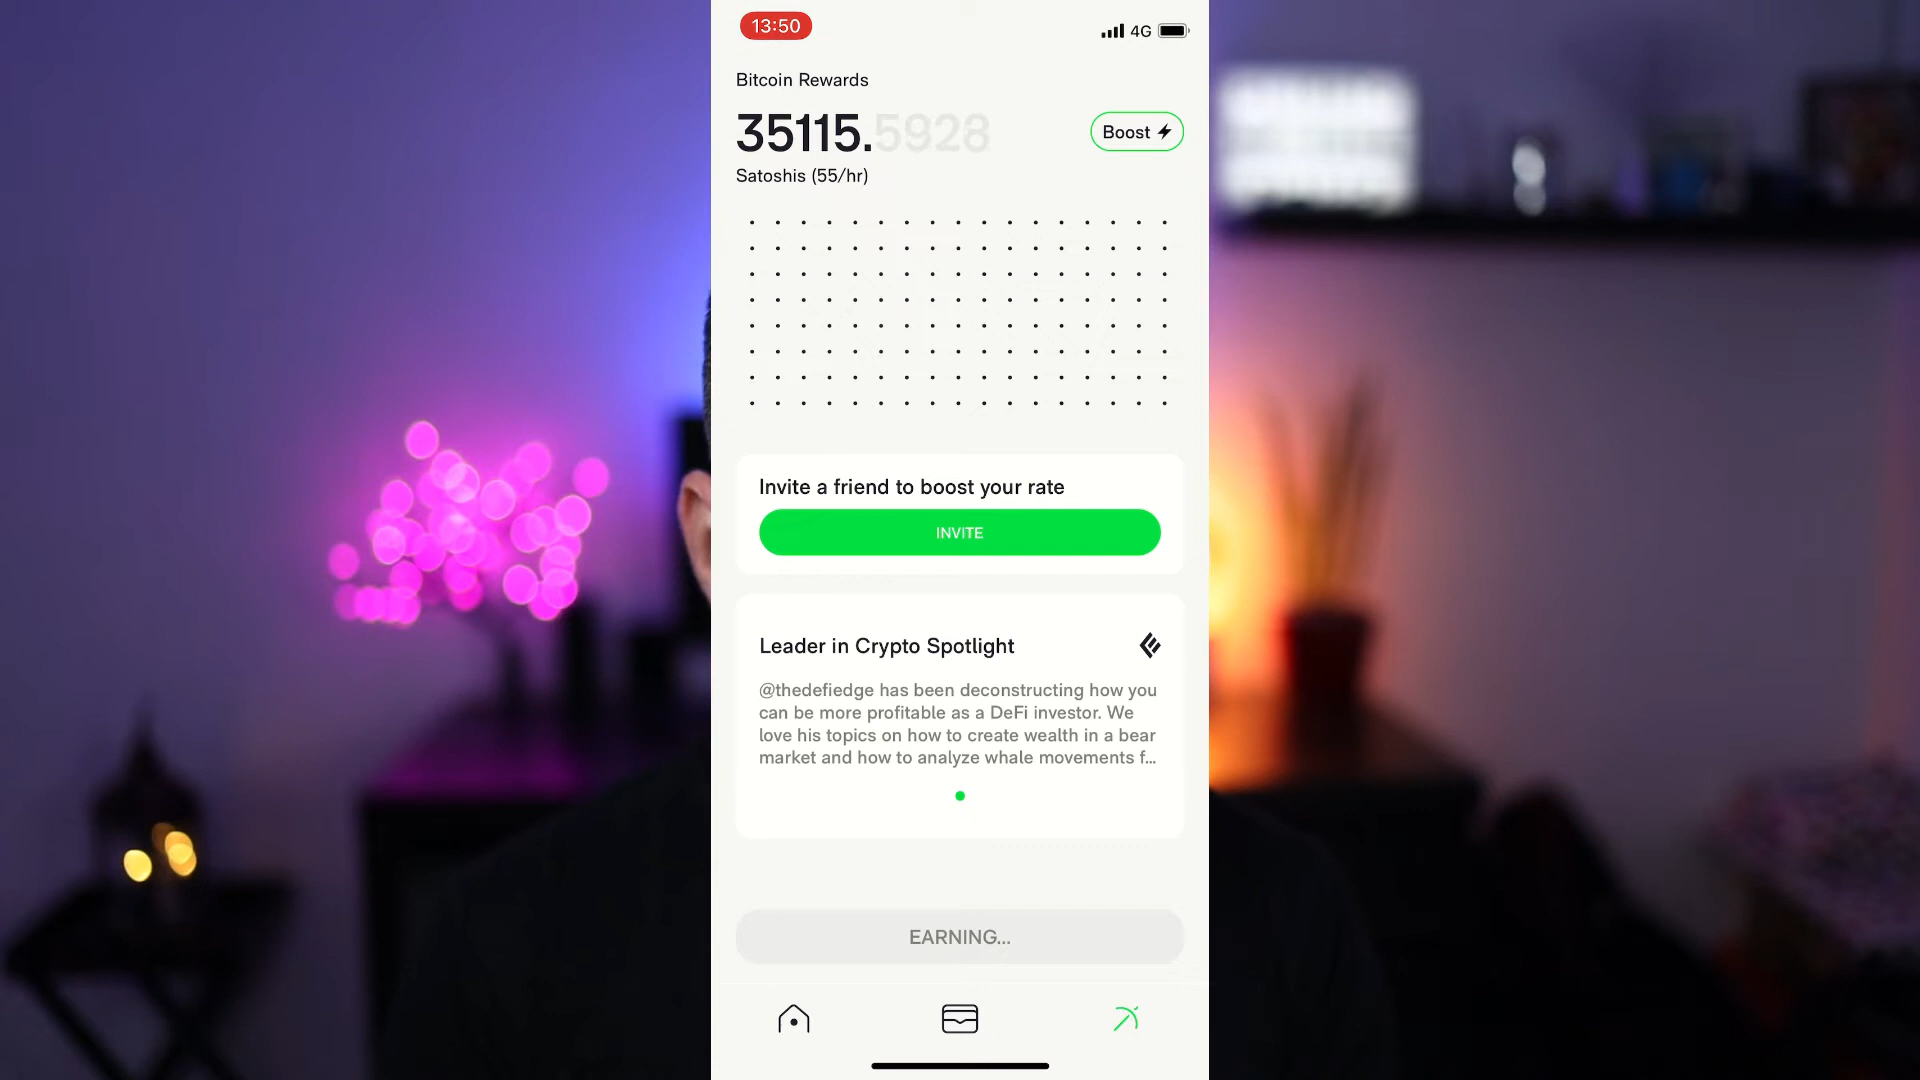 13:50
4G
Bitcoin Rewards
35115.5928
Boost
Satoshis (55/hr)
Invite a friend to boost your rate
INVITE
Leader in Crypto Spotlight
@thedefiedge has been deconstructing how you
can be more profitable as a DeFi investor. We
love his topics on how to create wealth in a bear
market and how to analyze whale movements f...
EARNING...